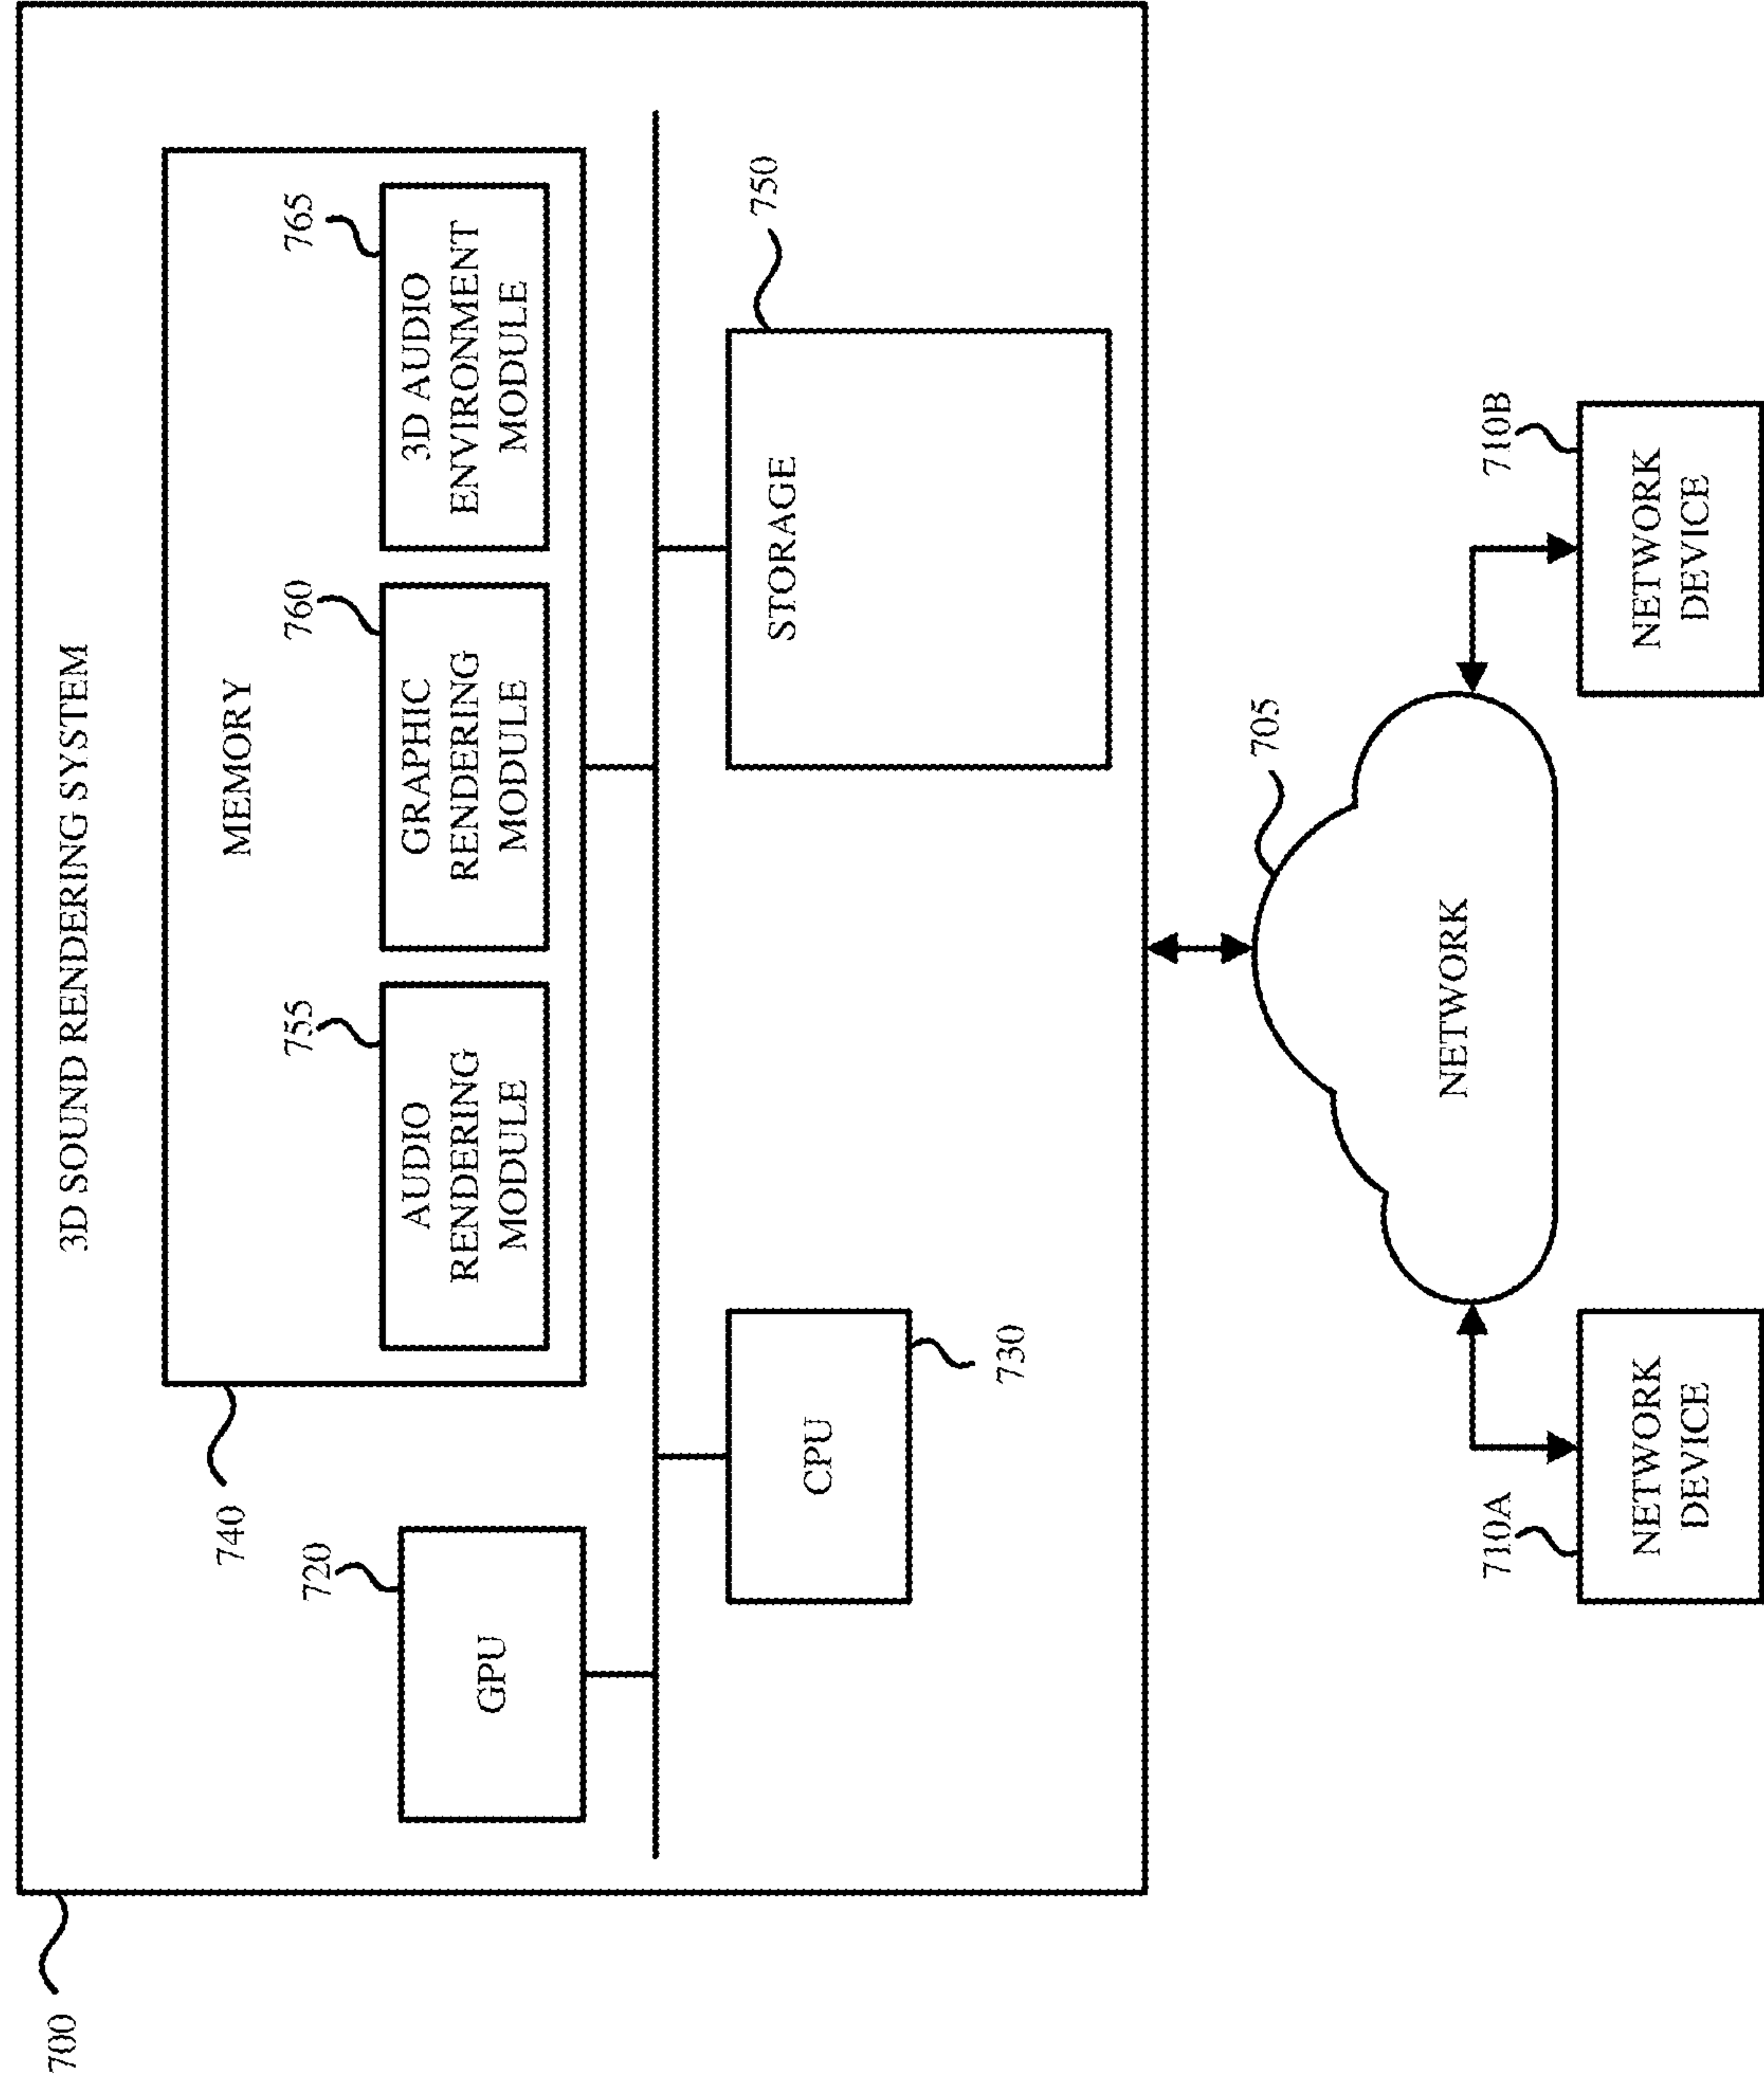 700
3D SOUND RENDERING SYSTEM
740
MEMORY
720
GPU
755
AUDIO
RENDERING
MODULE
760
GRAPHIC
RENDERING
MODULE
765
3D AUDIO
ENVIRONMENT
MODULE
CPU
730
STORAGE
750
705
NETWORK
710A
NETWORK
DEVICE
710B
NETWORK
DEVICE